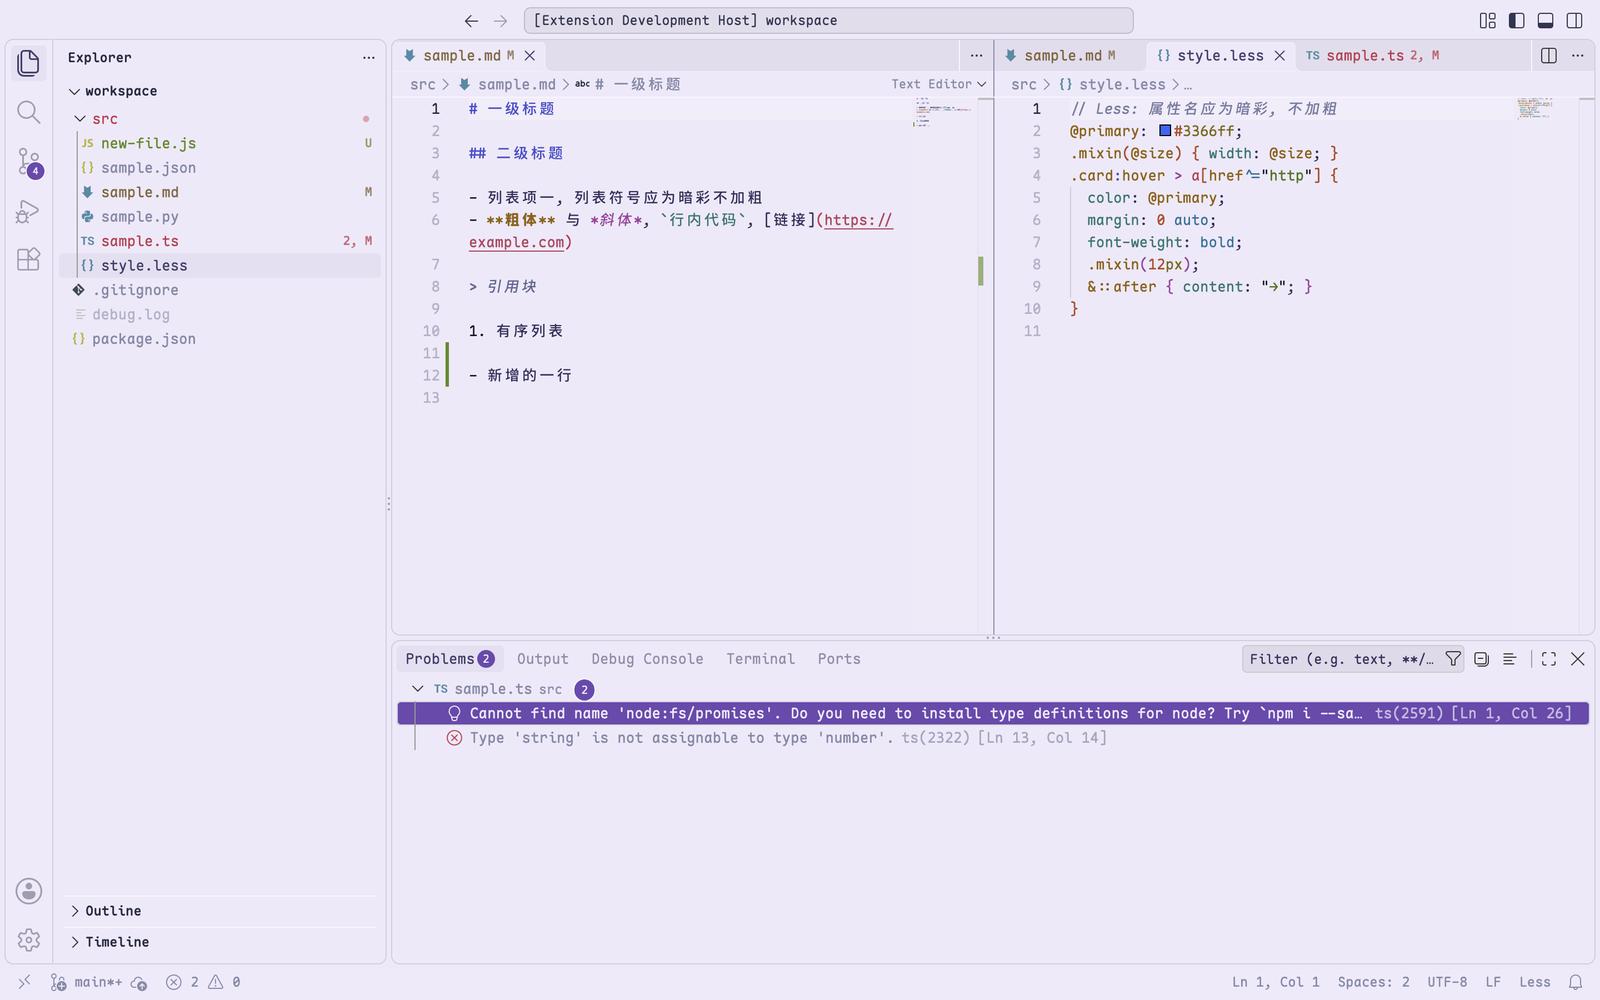 [Extension Development Host] workspace
Explorer
workspace
src
new-file.js U
sample.json
sample.md M
sample.py
sample.ts 2, M
style.less
.gitignore
debug.log
package.json
Outline
Timeline
4
sample.md M
src > sample.md > abc # 一级标题
Text Editor
1 # 一级标题
2
3 ## 二级标题
4
5 - 列表项一, 列表符号应为暗彩不加粗
6 - **粗体** 与 *斜体*, `行内代码`, [链接](https://
example.com)
7
8 > 引用块
9
10 1. 有序列表
11
12 - 新增的一行
13
sample.md M
style.less
TS sample.ts 2, M
src > {} style.less > …
1 // Less: 属性名应为暗彩, 不加粗
2 @primary: #3366ff;
3 .mixin(@size) { width: @size; }
4 .card:hover > a[href^="http"] {
5 color: @primary;
6 margin: 0 auto;
7 font-weight: bold;
8 .mixin(12px);
9 &::after { content: "→"; }
10 }
11
Problems 2
Output
Debug Console
Terminal
Ports
Filter (e.g. text, **/…
TS sample.ts src 2
Cannot find name 'node:fs/promises'. Do you need to install type definitions for node? Try `npm i --sa… ts(2591) [Ln 1, Col 26]
Type 'string' is not assignable to type 'number'. ts(2322) [Ln 13, Col 14]
main*+
2
0
Ln 1, Col 1
Spaces: 2
UTF-8
LF
Less